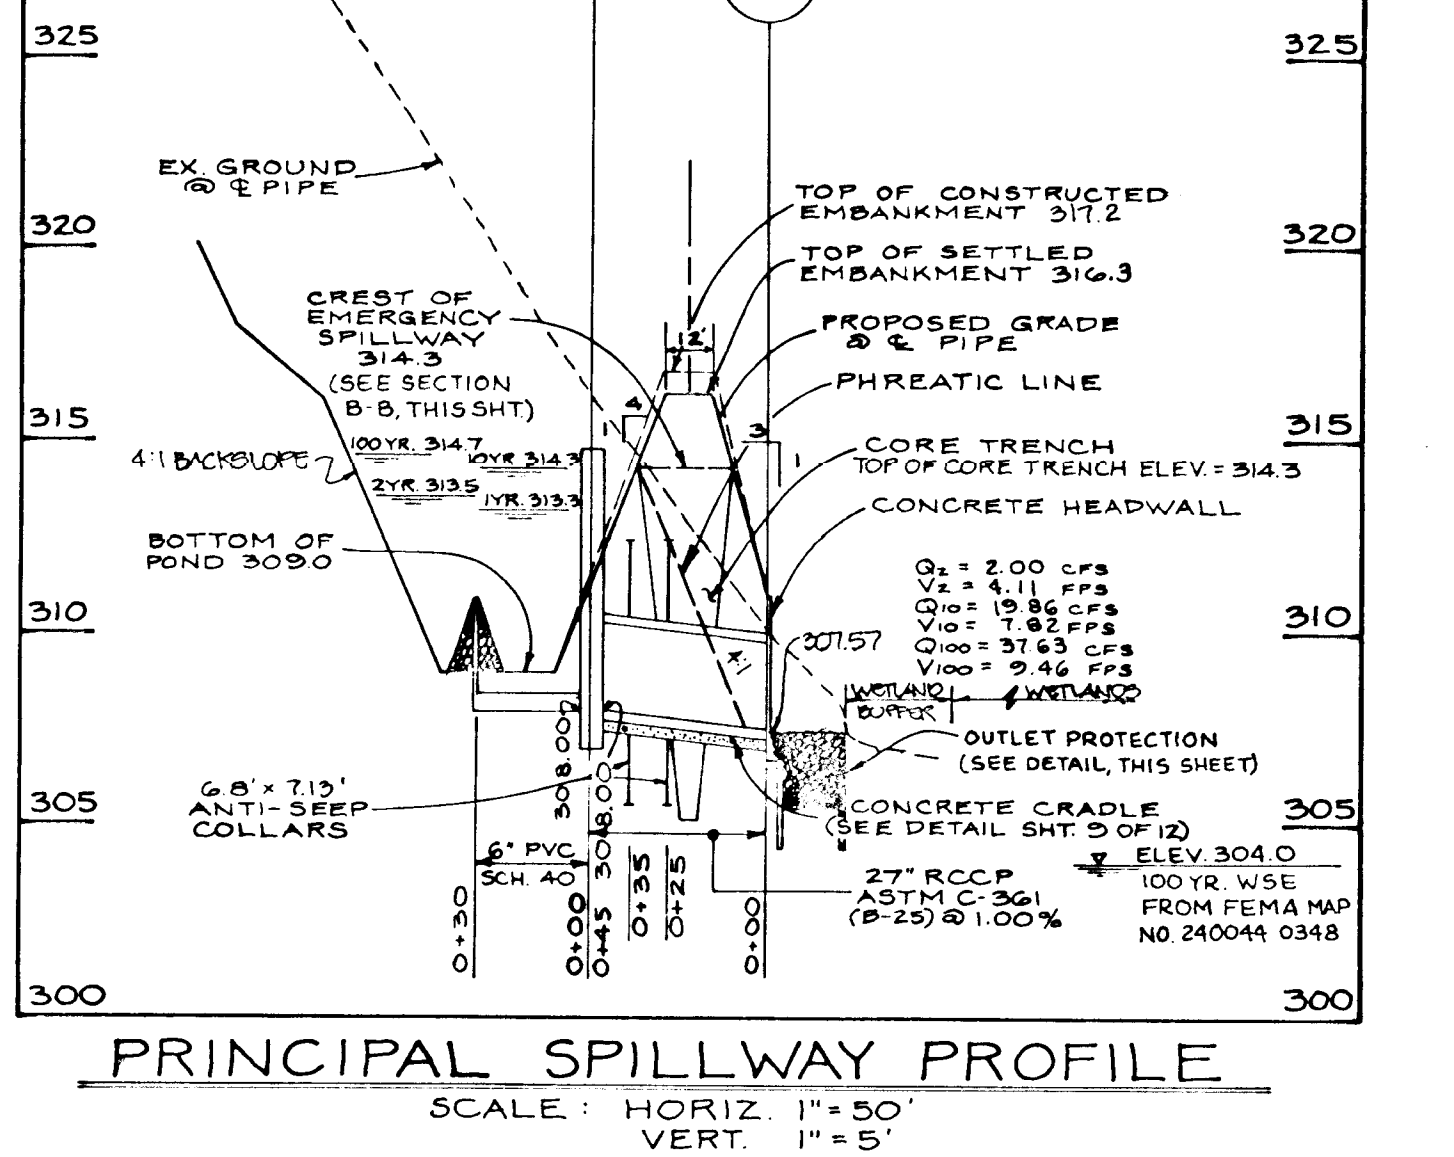 325
325
EX. GROUND
@ ℄ PIPE
320
320
TOP OF CONSTRUCTED
EMBANKMENT 317.2
TOP OF SETTLED
EMBANKMENT 316.3
CREST OF
EMERGENCY
SPILLWAY
314.3
(SEE SECTION
B-B, THIS SHT.)
12'
PROPOSED GRADE
@ ℄ PIPE
PHREATIC LINE
4
1
3
1
315
315
4:1 BACKSLOPE
100 YR. 314.7
10YR 314.3
2YR. 313.5
1YR. 313.3
CORE TRENCH
TOP OF CORE TRENCH ELEV. = 314.3
CONCRETE HEADWALL
BOTTOM OF
POND 309.0
Q2 = 2.00 CFS
V2 = 4.11 FPS
Q10 = 19.86 CFS
V10 = 7.82 FPS
Q100 = 37.63 CFS
V100 = 9.46 FPS
310
310
307.57
4:1
WETLAND
BUFFER
WETLANDS
OUTLET PROTECTION
(SEE DETAIL, THIS SHEET)
308.00
308.00
6.8' x 7.13'
ANTI-SEEP
COLLARS
305
305
CONCRETE CRADLE
(SEE DETAIL SHT. 9 OF 12)
6" PVC
SCH. 40
27" RCCP
ASTM C-361
(B-25) @ 1.00%
ELEV. 304.0
100 YR. WSE
FROM FEMA MAP
NO. 240044 0348
0+30
0+00
0+45
0+35
0+25
0+00
300
300
PRINCIPAL SPILLWAY PROFILE
SCALE: HORIZ. 1" = 50'
VERT. 1" = 5'